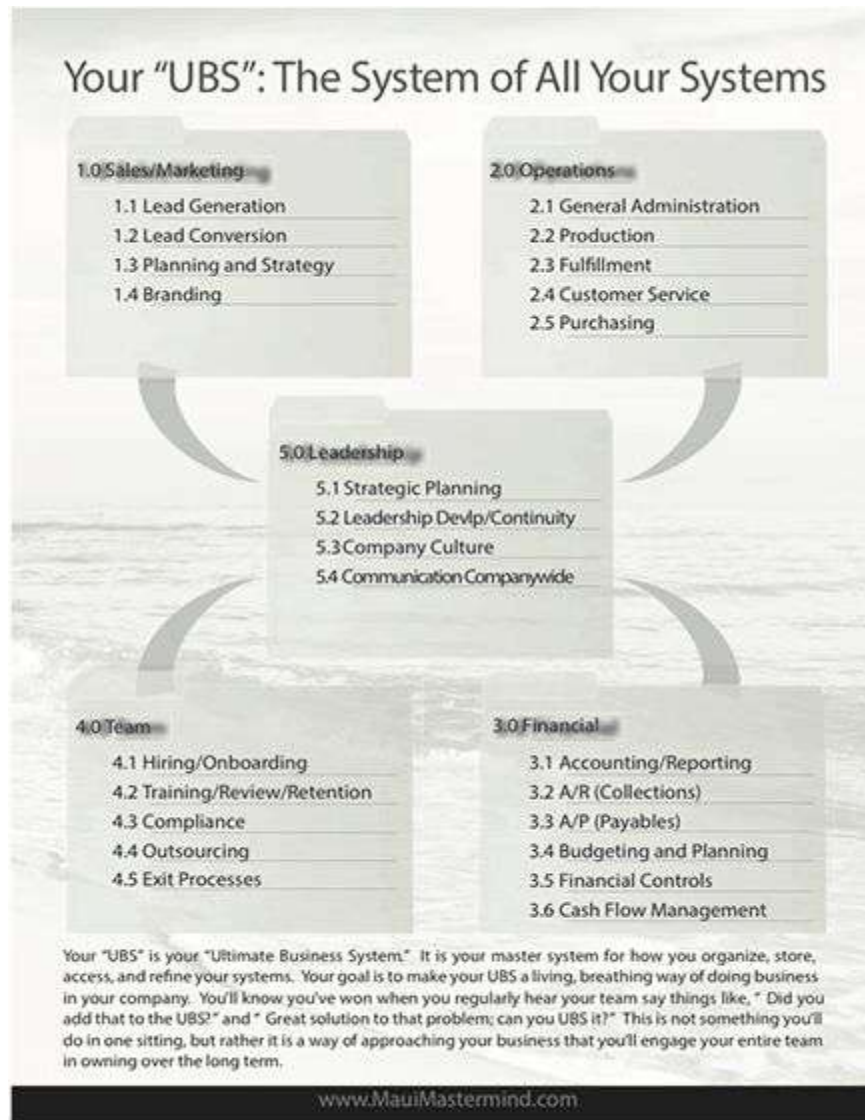 Your “UBS”: The System of All Your Systems
1.0 Sales/Marketing
1.1 Lead Generation
1.2 Lead Conversion
1.3 Planning and Strategy
1.4 Branding
2.0 Operations
2.1 General Administration
2.2 Production
2.3 Fulfillment
2.4 Customer Service
2.5 Purchasing
5.0 Leadership
5.1 Strategic Planning
5.2 Leadership Devlp/Continuity
5.3 Company Culture
5.4 Communication Companywide
4.0 Team
4.1 Hiring/Onboarding
4.2 Training/Review/Retention
4.3 Compliance
4.4 Outsourcing
4.5 Exit Processes
3.0 Financial
3.1 Accounting/Reporting
3.2 A/R (Collections)
3.3 A/P (Payables)
3.4 Budgeting and Planning
3.5 Financial Controls
3.6 Cash Flow Management
Your “UBS” is your “Ultimate Business System.” It is your master system for how you organize, store,
access, and refine your systems. Your goal is to make your UBS a living, breathing way of doing business
in your company. You’ll know you’ve won when you regularly hear your team say things like, “ Did you
add that to the UBS?” and “ Great solution to that problem; can you UBS it?” This is not something you’ll
do in one sitting, but rather it is a way of approaching your business that you’ll engage your entire team
in owning over the long term.
www.MauiMastermind.com